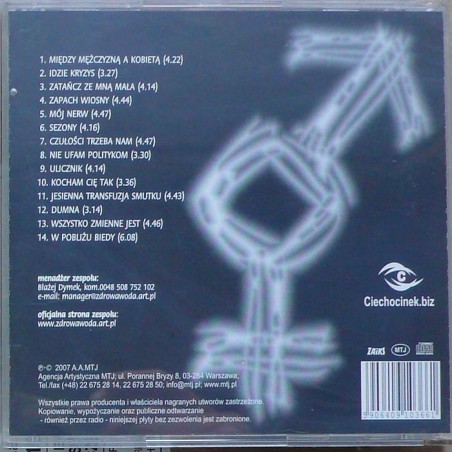 1. MIĘDZY MĘŻCZYZNĄ A KOBIETĄ (4.22)
2. IDZIE KRYZYS (3.27)
3. ZATAŃCZ ZE MNĄ MAŁA (4.14)
4. ZAPACH WIOSNY (4.44)
5. MÓJ NERW (4.47)
6. SEZONY (4.16)
7. CZUŁOŚCI TRZEBA NAM (4.47)
8. NIE UFAM POLITYKOM (3.30)
9. ULICZNIK (4.14)
10. KOCHAM CIĘ TAK (3.36)
11. JESIENNA TRANSFUZJA SMUTKU (4.43)
12. DUMNA (3.14)
13. WSZYSTKO ZMIENNE JEST (4.46)
14. W POBLIŻU BIEDY (6.08)
menadżer zespołu:
Błażej Dymek, kom.0048 508 752 102
e-mail: manager@zdrowawoda.art.pl
oficjalna strona zespołu:
www.zdrowawoda.art.pl
C
Ciechocinek.biz
ZAiKS MTJ
℗-© 2007 A.A.MTJ
Agencja Artystyczna MTJ; ul. Porannej Bryzy 8, 03-284 Warszawa;
Tel./fax (+48) 22 675 28 14, 22 675 28 50; info@mtj.pl; www.mtj.pl
Wszystkie prawa producenta i właściciela nagranych utworów zastrzeżone.
Kopiowanie, wypożyczanie oraz publiczne odtwarzanie
- również przez radio - niniejszej płyty bez zezwolenia jest zabronione.
5 906409 103661